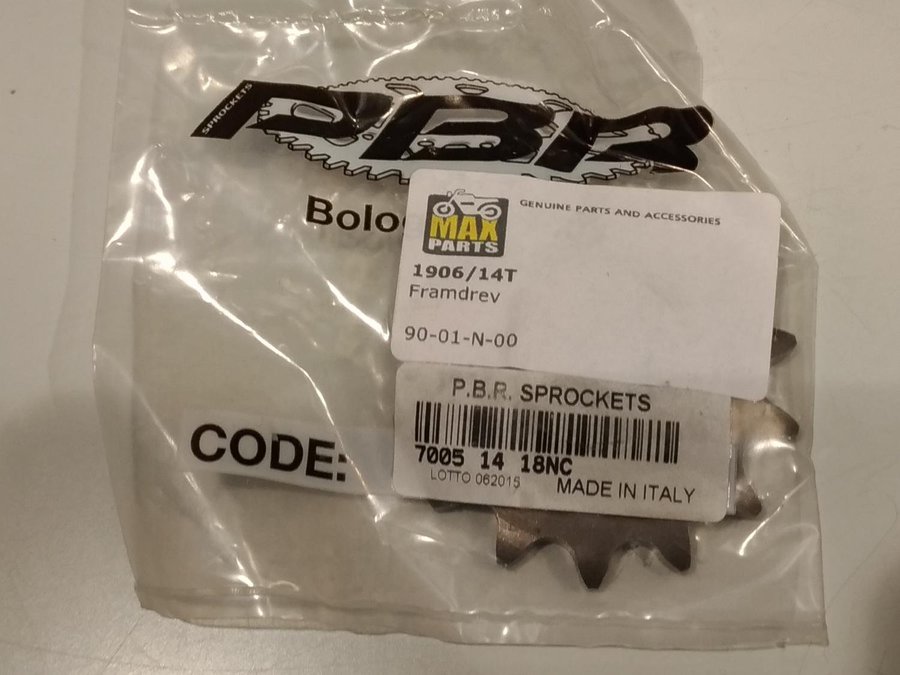 SPROCKETS
PBR
Bolo
GENUINE PARTS AND ACCESSORIES
MAX
PARTS
1906/14T
Framdrev
90-01-N-00
P.B.R. SPROCKETS
7005 14 18NC
LOTTO 062015 MADE IN ITALY
CODE: